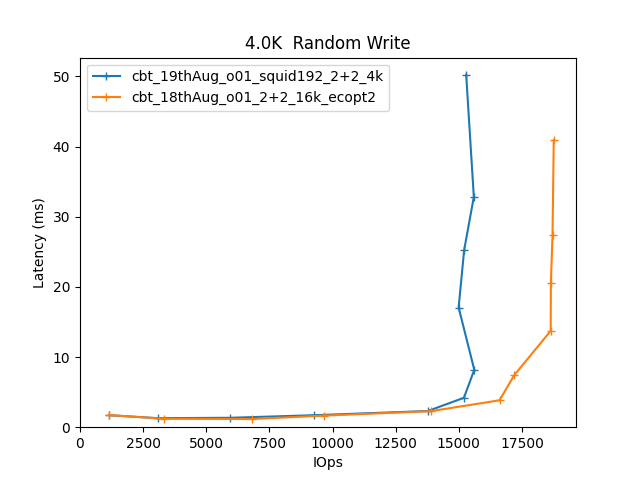 4.0K  Random Write
cbt_19thAug_o01_squid192_2+2_4k
cbt_18thAug_o01_2+2_16k_ecopt2
50
40
30
20
10
0
Latency (ms)
0
2500
5000
7500
10000
12500
15000
17500
IOps